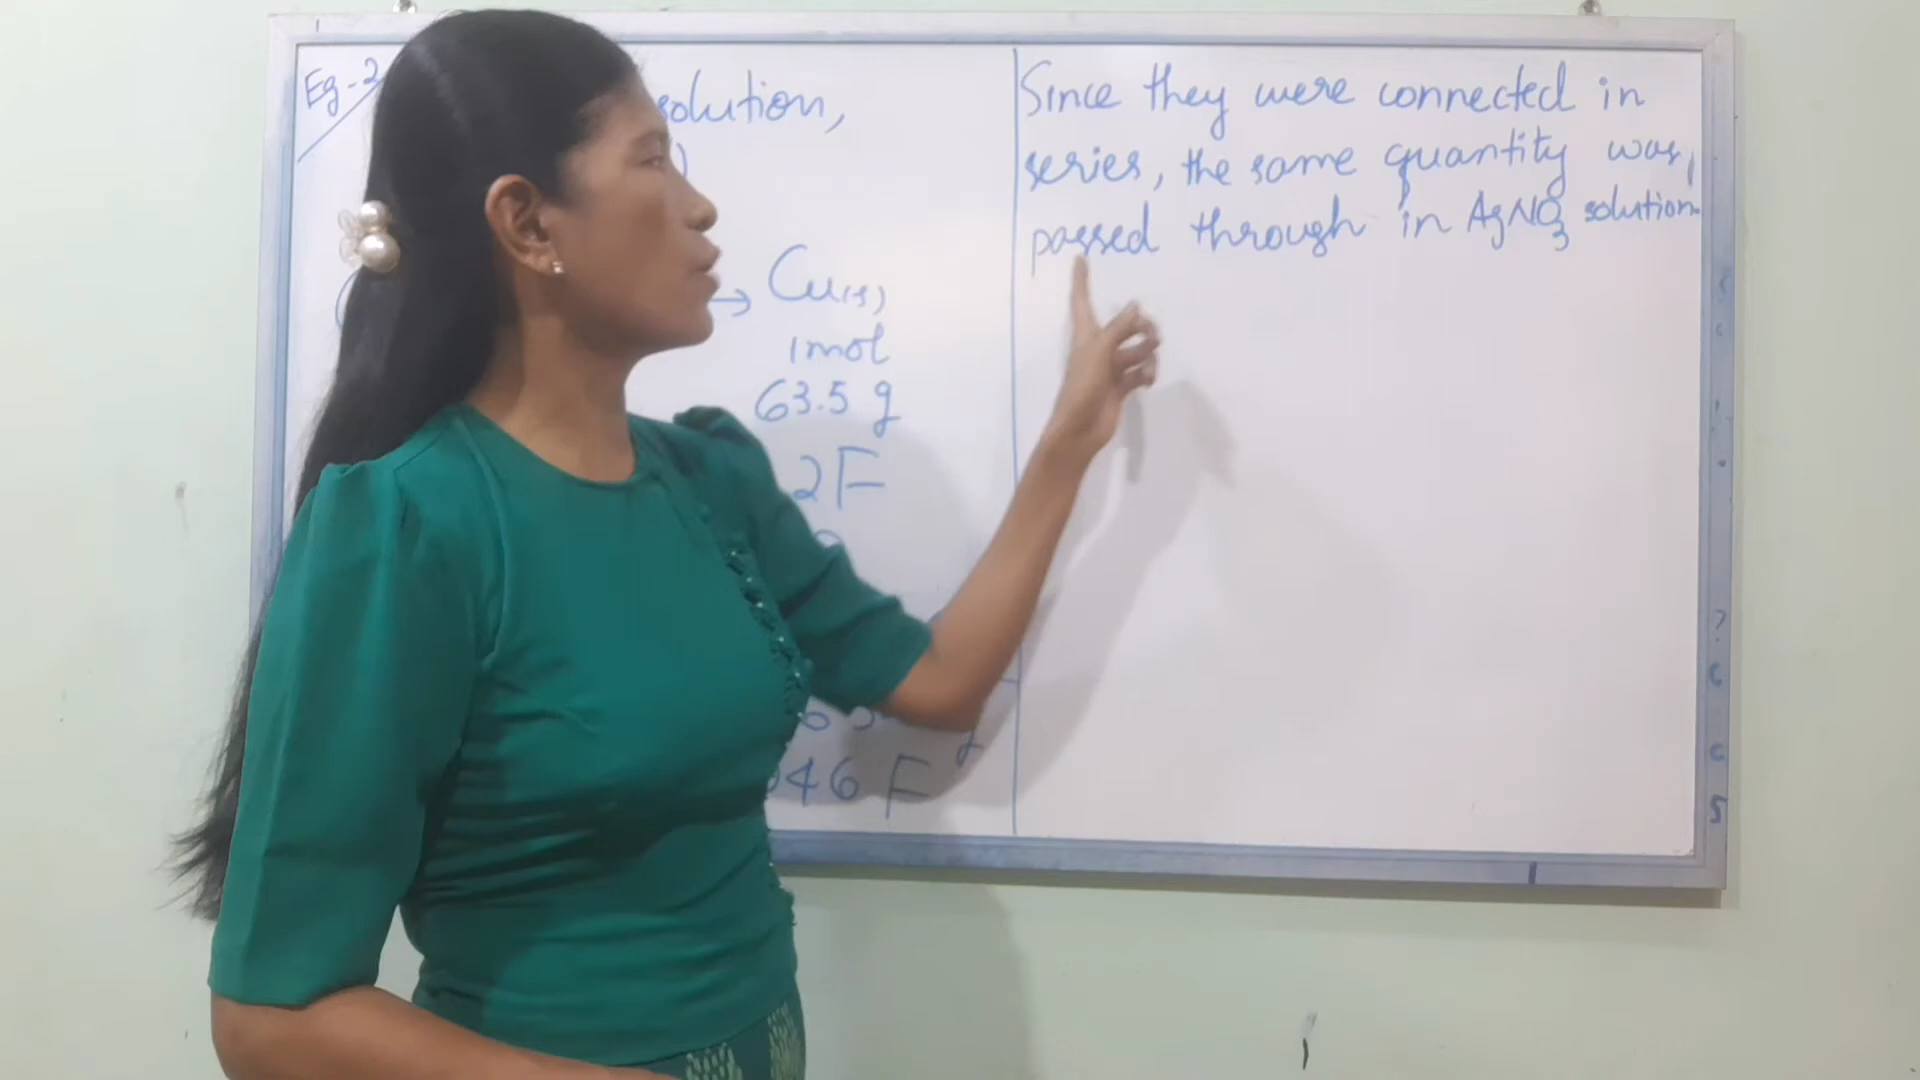 Eg-2
solution,
→ Cu(s)
1mol
63.5 g
2F
g
46 F
Since they were connected in
series, the same quantity was
passed through in AgNO3 solution.